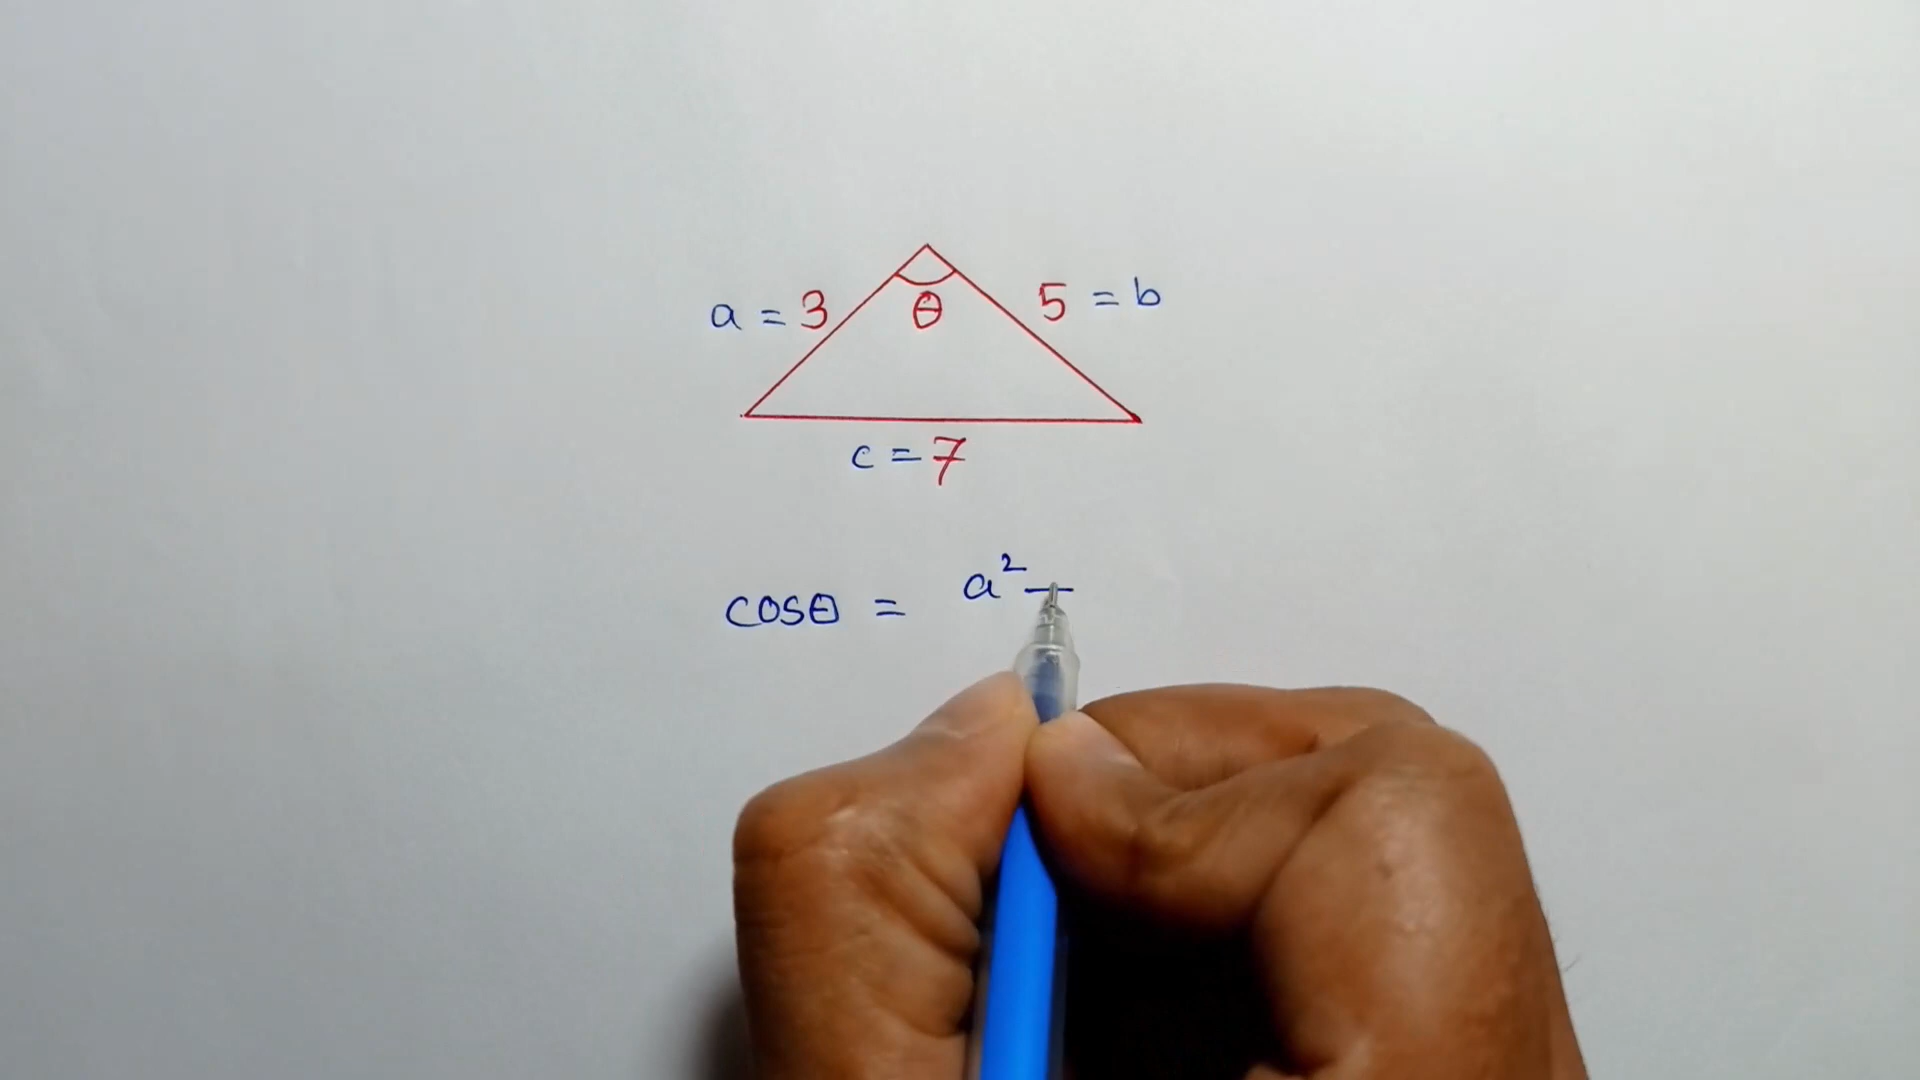 a = 3 θ 5 = b
c = 7
cosθ = a² +